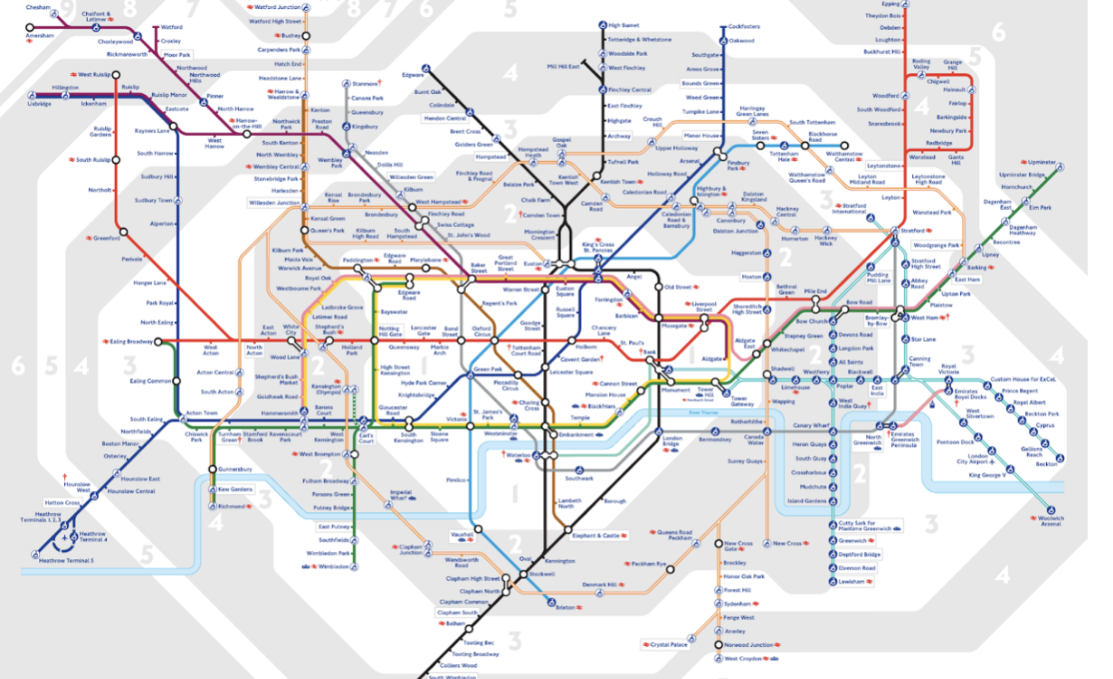 Chesham
Chalfont &
Latimer
Amersham
Chorleywood
Rickmansworth
Watford
Croxley
Moor Park
Northwood
Northwood
Hills
Pinner
North Harrow
Harrow-
on-the-Hill
West
Harrow
Northwick
Park
Preston
Road
Wembley
Park
9
8
7
6
5
Watford Junction
Watford High Street
Bushey
Carpenders Park
Hatch End
Headstone Lane
Harrow &
Wealdstone
Kenton
South Kenton
North Wembley
Wembley Central
Stonebridge Park
Harlesden
Willesden Junction
Kensal Green
Queen's Park
Kilburn Park
Maida Vale
Warwick Avenue
West Ruislip
Hillingdon
Uxbridge
Ickenham
Ruislip
Ruislip Manor
Eastcote
Rayners Lane
Ruislip
Gardens
South Ruislip
Northolt
Greenford
Perivale
Hanger Lane
South Harrow
Sudbury Hill
Sudbury Town
Alperton
Park Royal
North Ealing
Ealing Broadway
Ealing Common
West
Acton
North
Acton
East
Acton
White
City
Acton Central
South Acton
Stanmore
Canons Park
Queensbury
Kingsbury
Neasden
Dollis Hill
Willesden Green
Kilburn
West Hampstead
Finchley Road
Swiss Cottage
St. John's Wood
Edgware
Burnt Oak
Colindale
Hendon Central
Brent Cross
Golders Green
Hampstead
Belsize Park
Chalk Farm
Camden Town
Mornington
Crescent
Euston
High Barnet
Totteridge & Whetstone
Woodside Park
Mill Hill East
West Finchley
Finchley Central
East Finchley
Highgate
Archway
Tufnell Park
Kentish Town
Cockfosters
Oakwood
Southgate
Arnos Grove
Bounds Green
Wood Green
Turnpike Lane
Manor House
Arsenal
Holloway Road
Caledonian Road
Finsbury
Park
Epping
Theydon Bois
Debden
Loughton
Buckhurst Hill
Woodford
South Woodford
Snaresbrook
Leytonstone
Leyton
Roding
Valley
Chigwell
Grange
Hill
Hainault
Fairlop
Barkingside
Newbury Park
Redbridge
Wanstead
Gants
Hill
Upminster
Upminster Bridge
Hornchurch
Elm Park
Dagenham
East
Dagenham
Heathway
Becontree
Upney
Barking
East Ham
Upton Park
Plaistow
West Ham
Harringay
Green Lanes
South Tottenham
Crouch
Hill
Upper Holloway
Gospel
Oak
Seven
Sisters
Tottenham
Hale
Blackhorse
Road
Walthamstow
Central
Walthamstow
Queen's Road
Leyton
Midland Road
Leytonstone
High Road
Wanstead Park
Woodgrange Park
Hampstead
Heath
Finchley Road
& Frognal
Kentish
Town West
Camden
Road
Caledonian
Road &
Barnsbury
Highbury &
Islington
Canonbury
Dalston
Kingsland
Dalston Junction
Hackney
Central
Homerton
Hackney
Wick
Stratford
International
Stratford
Haggerston
Hoxton
Shoreditch
High Street
Kensal
Rise
Brondesbury
Park
Brondesbury
Kilburn
High Road
South
Hampstead
Paddington
Edgware
Road
Marylebone
Baker
Street
Great
Portland
Street
Warren Street
Euston
Square
King's Cross
St. Pancras
Angel
Old Street
Farringdon
Barbican
Moorgate
Liverpool
Street
Bethnal
Green
Mile End
Bow Road
Bow Church
Bromley-
by-Bow
Stepney Green
Whitechapel
Aldgate
East
Aldgate
Royal Oak
Westbourne Park
Ladbroke Grove
Latimer Road
Wood Lane
Shepherd's
Bush
Shepherd's Bush
Market
Goldhawk Road
Hammersmith
Holland
Park
Notting
Hill Gate
Queensway
Lancaster
Gate
Marble
Arch
Bond
Street
Oxford
Circus
Regent's Park
Goodge
Street
Tottenham
Court Road
Russell
Square
Holborn
Chancery
Lane
St. Paul's
Bank
Covent Garden
Leicester Square
Piccadilly
Circus
Green Park
Hyde Park Corner
Knightsbridge
Bayswater
High Street
Kensington
Kensington
(Olympia)
Barons
Court
Gloucester
Road
South
Kensington
Sloane
Square
Victoria
St. James's
Park
Westminster
Charing
Cross
Embankment
Temple
Blackfriars
Mansion House
Cannon Street
Monument
Tower
Hill
Tower
Gateway
Earl's
Court
West
Kensington
West Brompton
Fulham Broadway
Parsons Green
Putney Bridge
East Putney
Southfields
Wimbledon Park
Wimbledon
South Ealing
Northfields
Boston Manor
Osterley
Hounslow East
Hounslow Central
Hounslow
West
Hatton Cross
Heathrow
Terminals 1, 2, 3
Heathrow
Terminal 4
Heathrow Terminal 5
Acton Town
Chiswick
Park
Turnham
Green
Stamford
Brook
Ravenscourt
Park
Gunnersbury
Kew Gardens
Richmond
Imperial
Wharf
Clapham
Junction
Wandsworth
Road
Clapham High Street
Clapham North
Clapham Common
Clapham South
Balham
Tooting Bec
Tooting Broadway
Colliers Wood
South Wimbledon
Pimlico
Vauxhall
Oval
Stockwell
Brixton
Kennington
Waterloo
Southwark
Lambeth
North
Borough
Elephant & Castle
London
Bridge
Bermondsey
Canada
Water
Rotherhithe
Wapping
Shadwell
Surrey Quays
River Thames
Denmark Hill
Peckham Rye
Queens Road
Peckham
New Cross
Gate
New Cross
Brockley
Honor Oak Park
Forest Hill
Sydenham
Penge West
Anerley
Crystal Palace
Norwood Junction
West Croydon
Limehouse
Westferry
Poplar
Blackwall
East
India
Canning
Town
West
India Quay
Canary Wharf
Heron Quays
South Quay
Crossharbour
Mudchute
Island Gardens
Cutty Sark for
Maritime Greenwich
Greenwich
Deptford Bridge
Elverson Road
Lewisham
Pudding
Mill Lane
Stratford
High Street
Abbey
Road
Star Lane
Devons Road
Langdon Park
All Saints
North
Greenwich
Emirates
Greenwich
Peninsula
Royal
Victoria
Emirates
Royal Docks
Custom House for ExCeL
Prince Regent
Royal Albert
Beckton Park
Cyprus
Gallions
Reach
Beckton
West
Silvertown
Pontoon Dock
London
City Airport
King George V
Woolwich
Arsenal